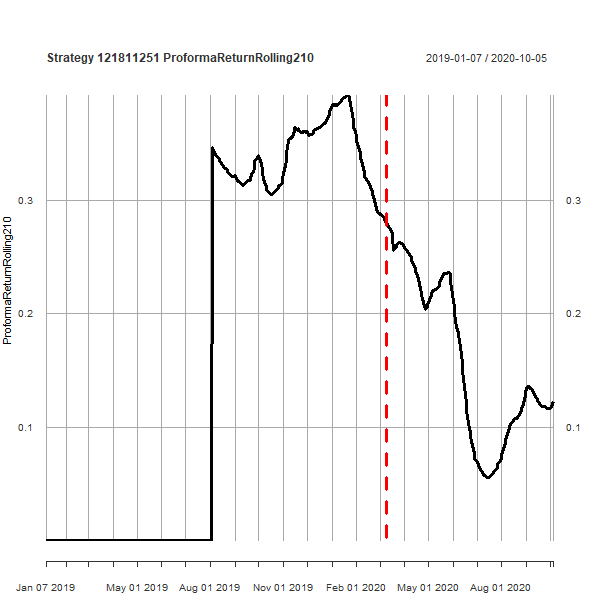 Strategy 121811251 ProformaReturnRolling210
2019-01-07 / 2020-10-05
ProformaReturnRolling210
0.3
0.3
0.2
0.2
0.1
0.1
Jan 07 2019
May 01 2019
Aug 01 2019
Nov 01 2019
Feb 01 2020
May 01 2020
Aug 01 2020